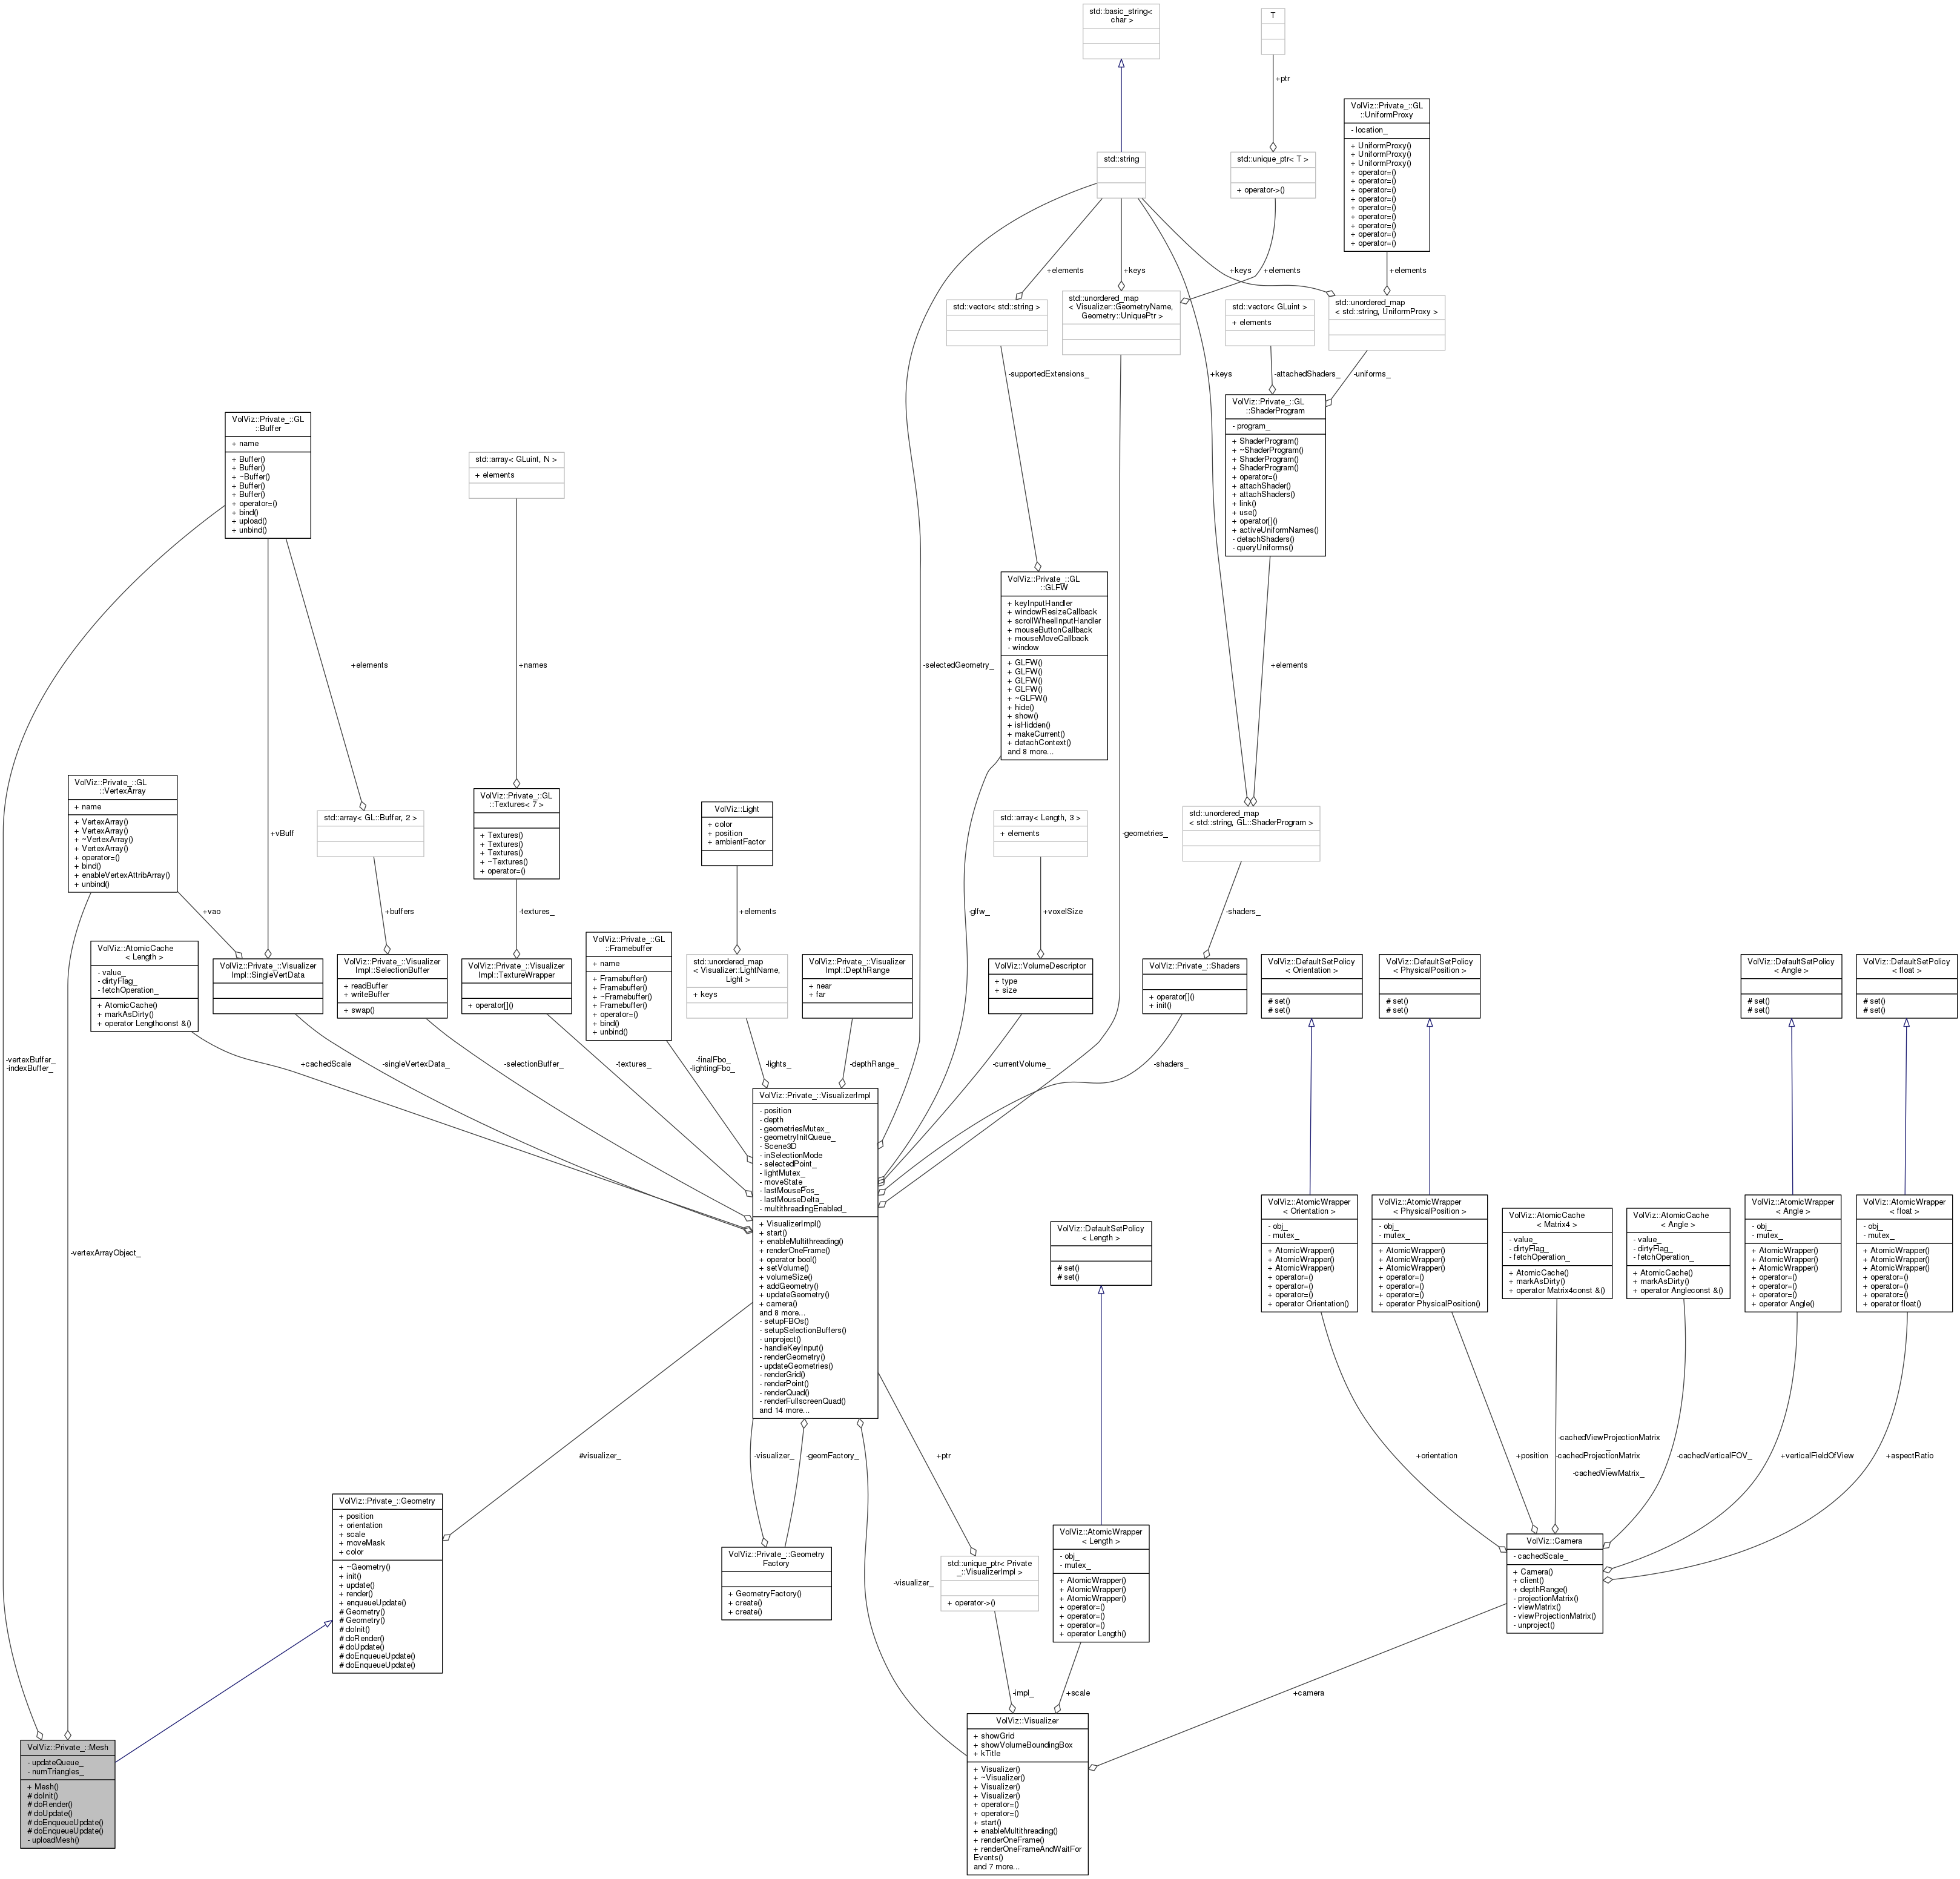 std::basic_string<
char >
T
+ptr
VolViz::Private_::GL
::UniformProxy
- location_
+ UniformProxy()
+ UniformProxy()
+ UniformProxy()
+ operator=()
+ operator=()
+ operator=()
+ operator=()
+ operator=()
+ operator=()
+ operator=()
+ operator=()
+ operator=()
std::string
std::unique_ptr< T >
+ operator->()
+elements
+keys
+elements
+keys
+elements
std::vector< std::string >
std::unordered_map
< Visualizer::GeometryName,
Geometry::UniquePtr >
std::vector< GLuint >
+ elements
std::unordered_map
< std::string, UniformProxy >
-supportedExtensions_
+keys
-attachedShaders_
-uniforms_
VolViz::Private_::GL
::ShaderProgram
- program_
+ ShaderProgram()
+ ~ShaderProgram()
+ ShaderProgram()
+ ShaderProgram()
+ operator=()
+ attachShader()
+ attachShaders()
+ link()
+ use()
+ operator[]()
+ activeUniformNames()
- detachShaders()
- queryUniforms()
VolViz::Private_::GL
::Buffer
+ name
+ Buffer()
+ Buffer()
+ ~Buffer()
+ Buffer()
+ Buffer()
+ operator=()
+ bind()
+ upload()
+ unbind()
std::array< GLuint, N >
+ elements
VolViz::Private_::GL
::GLFW
+ keyInputHandler
+ windowResizeCallback
+ scrollWheelInputHandler
+ mouseButtonCallback
+ mouseMoveCallback
- window
+ GLFW()
+ GLFW()
+ GLFW()
+ GLFW()
+ ~GLFW()
+ hide()
+ show()
+ isHidden()
+ makeCurrent()
+ detachContext()
and 8 more...
+elements
+names
-selectedGeometry_
+elements
VolViz::Private_::GL
::VertexArray
+ name
+ VertexArray()
+ VertexArray()
+ ~VertexArray()
+ VertexArray()
+ operator=()
+ bind()
+ enableVertexAttribArray()
+ unbind()
+vBuff
std::array< GL::Buffer, 2 >
VolViz::Private_::GL
::Textures< 7 >
+ Textures()
+ Textures()
+ Textures()
+ ~Textures()
+ operator=()
VolViz::Light
+ color
+ position
+ ambientFactor
std::array< Length, 3 >
+ elements
-geometries_
std::unordered_map
< std::string, GL::ShaderProgram >
+vao
+buffers
-textures_
+elements
-glfw_
+voxelSize
-shaders_
VolViz::AtomicCache
< Length >
- value_
- dirtyFlag_
- fetchOperation_
+ AtomicCache()
+ markAsDirty()
+ operator Lengthconst &()
VolViz::Private_::Visualizer
Impl::SingleVertData
VolViz::Private_::Visualizer
Impl::SelectionBuffer
+ readBuffer
+ writeBuffer
+ swap()
VolViz::Private_::Visualizer
Impl::TextureWrapper
+ operator[]()
VolViz::Private_::GL
::Framebuffer
+ name
+ Framebuffer()
+ Framebuffer()
+ ~Framebuffer()
+ Framebuffer()
+ operator=()
+ bind()
+ unbind()
std::unordered_map
< Visualizer::LightName,
Light >
+ keys
VolViz::Private_::Visualizer
Impl::DepthRange
+ near
+ far
VolViz::VolumeDescriptor
+ type
+ size
VolViz::Private_::Shaders
+ operator[]()
+ init()
VolViz::DefaultSetPolicy
< Orientation >
# set()
# set()
VolViz::DefaultSetPolicy
< PhysicalPosition >
# set()
# set()
VolViz::DefaultSetPolicy
< Angle >
# set()
# set()
VolViz::DefaultSetPolicy
< float >
# set()
# set()
-vertexBuffer_
-indexBuffer_
+cachedScale
-singleVertexData_
-selectionBuffer_
-textures_
-finalFbo_
-lightingFbo_
-lights_
-depthRange_
-currentVolume_
-shaders_
VolViz::Private_::VisualizerImpl
- position
- depth
- geometriesMutex_
- geometryInitQueue_
- Scene3D
- inSelectionMode
- selectedPoint_
- lightMutex_
- moveState_
- lastMousePos_
- lastMouseDelta_
- multithreadingEnabled_
+ VisualizerImpl()
+ start()
+ enableMultithreading()
+ renderOneFrame()
+ operator bool()
+ setVolume()
+ volumeSize()
+ addGeometry()
+ updateGeometry()
+ camera()
and 8 more...
- setupFBOs()
- setupSelectionBuffers()
- unproject()
- handleKeyInput()
- renderGeometry()
- updateGeometries()
- renderGrid()
- renderPoint()
- renderQuad()
- renderFullscreenQuad()
and 14 more...
-vertexArrayObject_
VolViz::DefaultSetPolicy
< Length >
# set()
# set()
VolViz::AtomicWrapper
< Orientation >
- obj_
- mutex_
+ AtomicWrapper()
+ AtomicWrapper()
+ AtomicWrapper()
+ operator=()
+ operator=()
+ operator=()
+ operator Orientation()
VolViz::AtomicWrapper
< PhysicalPosition >
- obj_
- mutex_
+ AtomicWrapper()
+ AtomicWrapper()
+ AtomicWrapper()
+ operator=()
+ operator=()
+ operator=()
+ operator PhysicalPosition()
VolViz::AtomicCache
< Matrix4 >
- value_
- dirtyFlag_
- fetchOperation_
+ AtomicCache()
+ markAsDirty()
+ operator Matrix4const &()
VolViz::AtomicCache
< Angle >
- value_
- dirtyFlag_
- fetchOperation_
+ AtomicCache()
+ markAsDirty()
+ operator Angleconst &()
VolViz::AtomicWrapper
< Angle >
- obj_
- mutex_
+ AtomicWrapper()
+ AtomicWrapper()
+ AtomicWrapper()
+ operator=()
+ operator=()
+ operator=()
+ operator Angle()
VolViz::AtomicWrapper
< float >
- obj_
- mutex_
+ AtomicWrapper()
+ AtomicWrapper()
+ AtomicWrapper()
+ operator=()
+ operator=()
+ operator=()
+ operator float()
#visualizer_
-visualizer_
-geomFactory_
+ptr
+orientation
+position
-cachedViewProjectionMatrix
_
-cachedProjectionMatrix
_
-cachedViewMatrix_
-cachedVerticalFOV_
+verticalFieldOfView
+aspectRatio
VolViz::Private_::Geometry
+ position
+ orientation
+ scale
+ moveMask
+ color
+ ~Geometry()
+ init()
+ update()
+ render()
+ enqueueUpdate()
# Geometry()
# Geometry()
# doInit()
# doRender()
# doUpdate()
# doEnqueueUpdate()
# doEnqueueUpdate()
VolViz::Private_::Geometry
Factory
+ GeometryFactory()
+ create()
+ create()
-visualizer_
std::unique_ptr< Private
_::VisualizerImpl >
+ operator->()
VolViz::AtomicWrapper
< Length >
- obj_
- mutex_
+ AtomicWrapper()
+ AtomicWrapper()
+ AtomicWrapper()
+ operator=()
+ operator=()
+ operator=()
+ operator Length()
VolViz::Camera
- cachedScale_
+ Camera()
+ client()
+ depthRange()
- projectionMatrix()
- viewMatrix()
- viewProjectionMatrix()
- unproject()
-impl_
+scale
+camera
VolViz::Private_::Mesh
- updateQueue_
- numTriangles_
+ Mesh()
# doInit()
# doRender()
# doUpdate()
# doEnqueueUpdate()
# doEnqueueUpdate()
- uploadMesh()
VolViz::Visualizer
+ showGrid
+ showVolumeBoundingBox
+ kTitle
+ Visualizer()
+ ~Visualizer()
+ Visualizer()
+ Visualizer()
+ operator=()
+ operator=()
+ start()
+ enableMultithreading()
+ renderOneFrame()
+ renderOneFrameAndWaitFor
Events()
and 7 more...